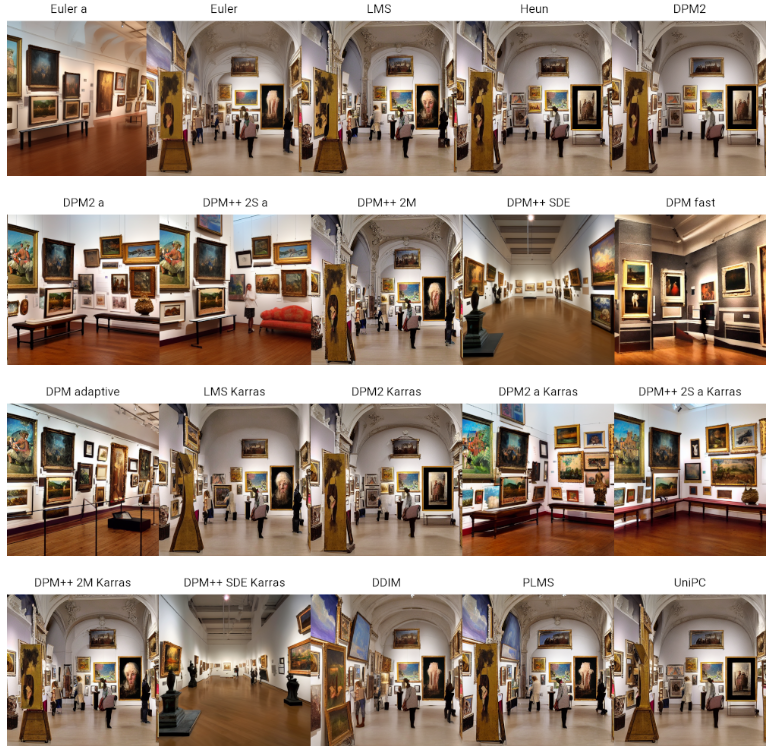 Euler a
Euler
LMS
Heun
DPM2
DPM2 a
DPM++ 2S a
DPM++ 2M
DPM++ SDE
DPM fast
DPM adaptive
LMS Karras
DPM2 Karras
DPM2 a Karras
DPM++ 2S a Karras
DPM++ 2M Karras
DPM++ SDE Karras
DDIM
PLMS
UniPC